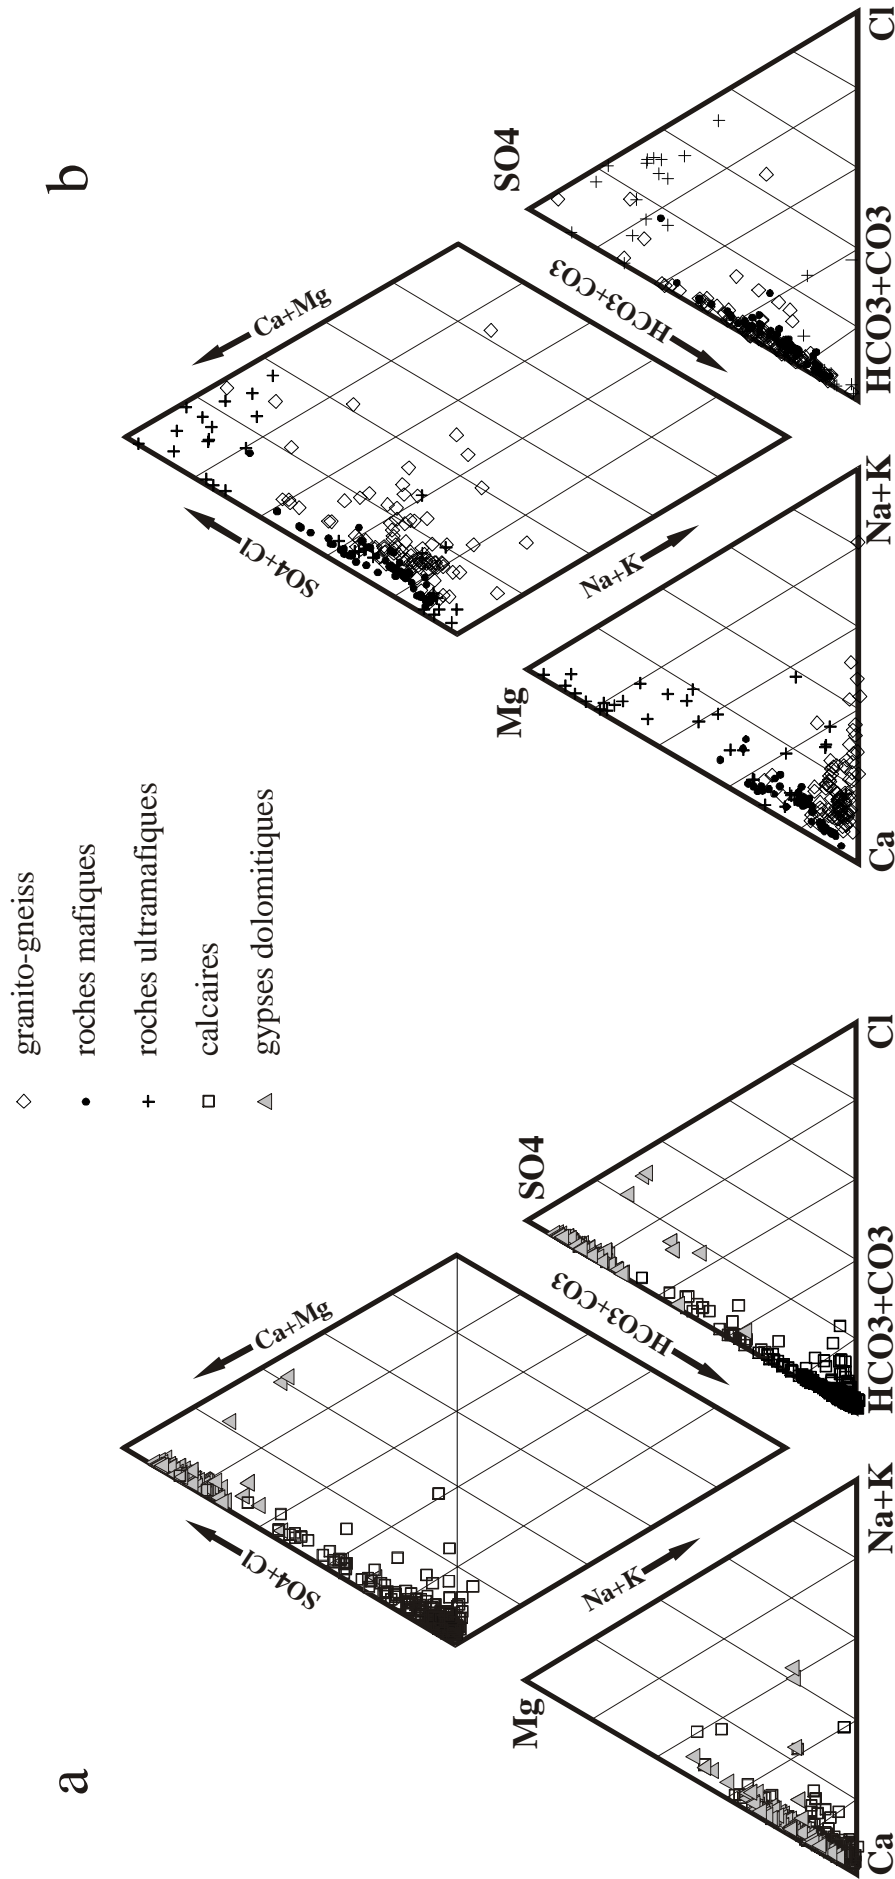 a
b
granito-gneiss
roches mafiques
roches ultramafiques
calcaires
gypses dolomitiques
SO4+Cl
Ca+Mg
Mg
Na+K
HCO3+CO3
SO4
Ca
Na+K
HCO3+CO3
Cl
SO4+Cl
Ca+Mg
Mg
Na+K
HCO3+CO3
SO4
Ca
Na+K
HCO3+CO3
Cl